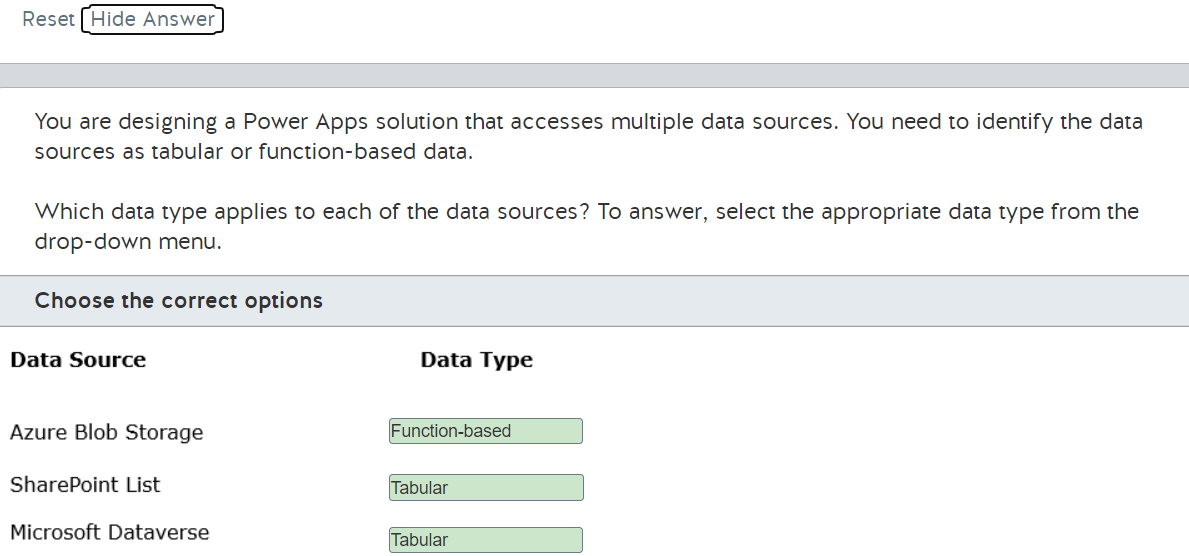 Reset Hide Answer
You are designing a Power Apps solution that accesses multiple data sources. You need to identify the data
sources as tabular or function-based data.
Which data type applies to each of the data sources? To answer, select the appropriate data type from the
drop-down menu.
Choose the correct options
Data Source Data Type
Azure Blob Storage Function-based
SharePoint List Tabular
Microsoft Dataverse Tabular